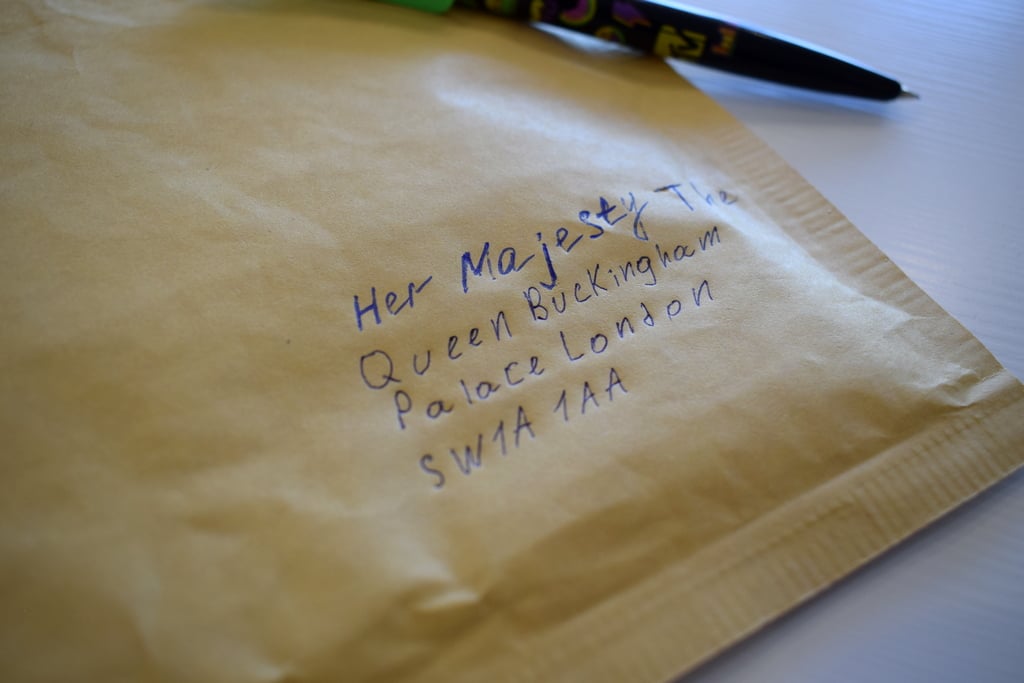 Her Majesty The
Queen Buckingham
Palace London
SW1A 1AA